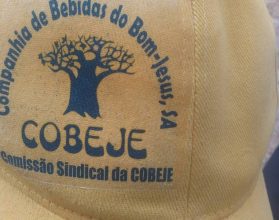 Companhia de Bebidas do Bom-Jesus, SA
COBEJE
Comissão Sindical da COBEJE